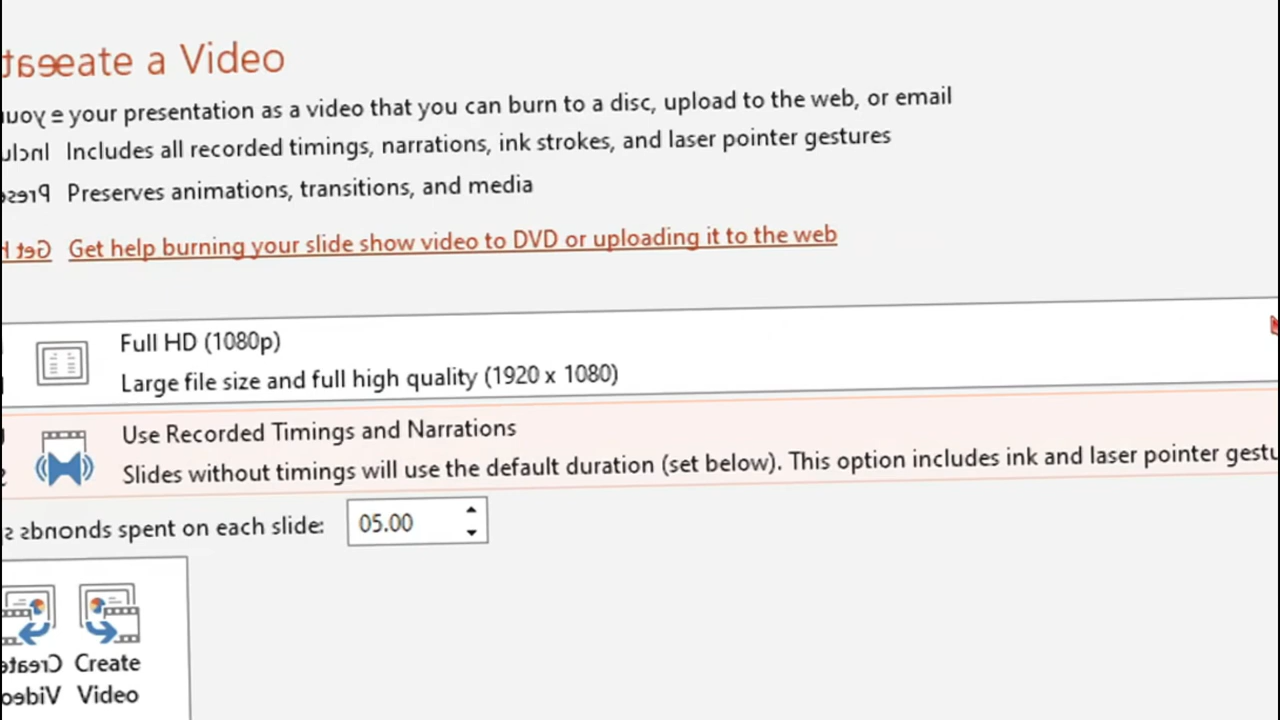 eate a Video
your presentation as a video that you can burn to a disc, upload to the web, or email
Includes all recorded timings, narrations, ink strokes, and laser pointer gestures
Preserves animations, transitions, and media
Get help burning your slide show video to DVD or uploading it to the web
Full HD (1080p)
Large file size and full high quality (1920 x 1080)
Use Recorded Timings and Narrations
Slides without timings will use the default duration (set below). This option includes ink and laser pointer gestu
spent on each slide:
05.00
Create
Video